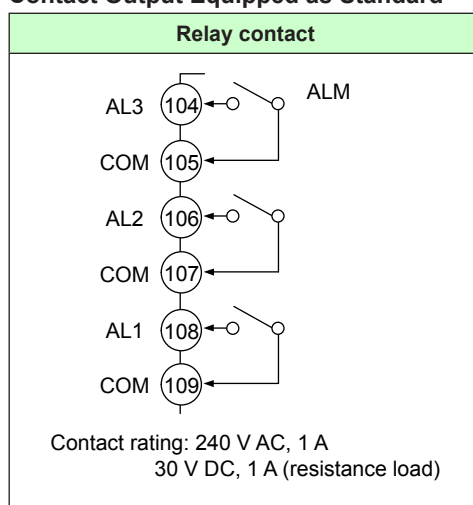 Contact Output Equipped as Standard
Relay contact
ALM
AL3 104
COM 105
AL2 106
COM 107
AL1 108
COM 109
Contact rating: 240 V AC, 1 A
30 V DC, 1 A (resistance load)